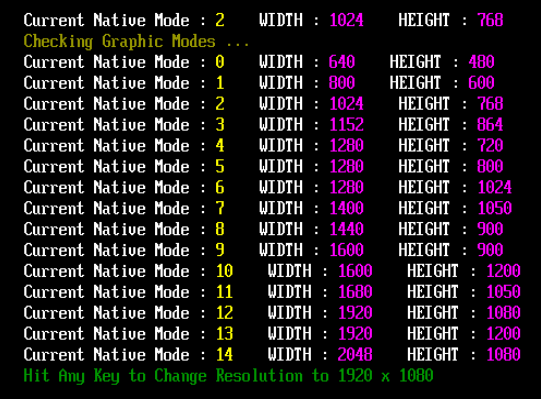 Current Native Mode : 2 WIDTH : 1024 HEIGHT : 768
Checking Graphic Modes ...
Current Native Mode : 0 WIDTH : 640 HEIGHT : 480
Current Native Mode : 1 WIDTH : 800 HEIGHT : 600
Current Native Mode : 2 WIDTH : 1024 HEIGHT : 768
Current Native Mode : 3 WIDTH : 1152 HEIGHT : 864
Current Native Mode : 4 WIDTH : 1280 HEIGHT : 720
Current Native Mode : 5 WIDTH : 1280 HEIGHT : 800
Current Native Mode : 6 WIDTH : 1280 HEIGHT : 1024
Current Native Mode : 7 WIDTH : 1400 HEIGHT : 1050
Current Native Mode : 8 WIDTH : 1440 HEIGHT : 900
Current Native Mode : 9 WIDTH : 1600 HEIGHT : 900
Current Native Mode : 10 WIDTH : 1600 HEIGHT : 1200
Current Native Mode : 11 WIDTH : 1680 HEIGHT : 1050
Current Native Mode : 12 WIDTH : 1920 HEIGHT : 1080
Current Native Mode : 13 WIDTH : 1920 HEIGHT : 1200
Current Native Mode : 14 WIDTH : 2048 HEIGHT : 1080
Hit Any Key to Change Resolution to 1920 x 1080